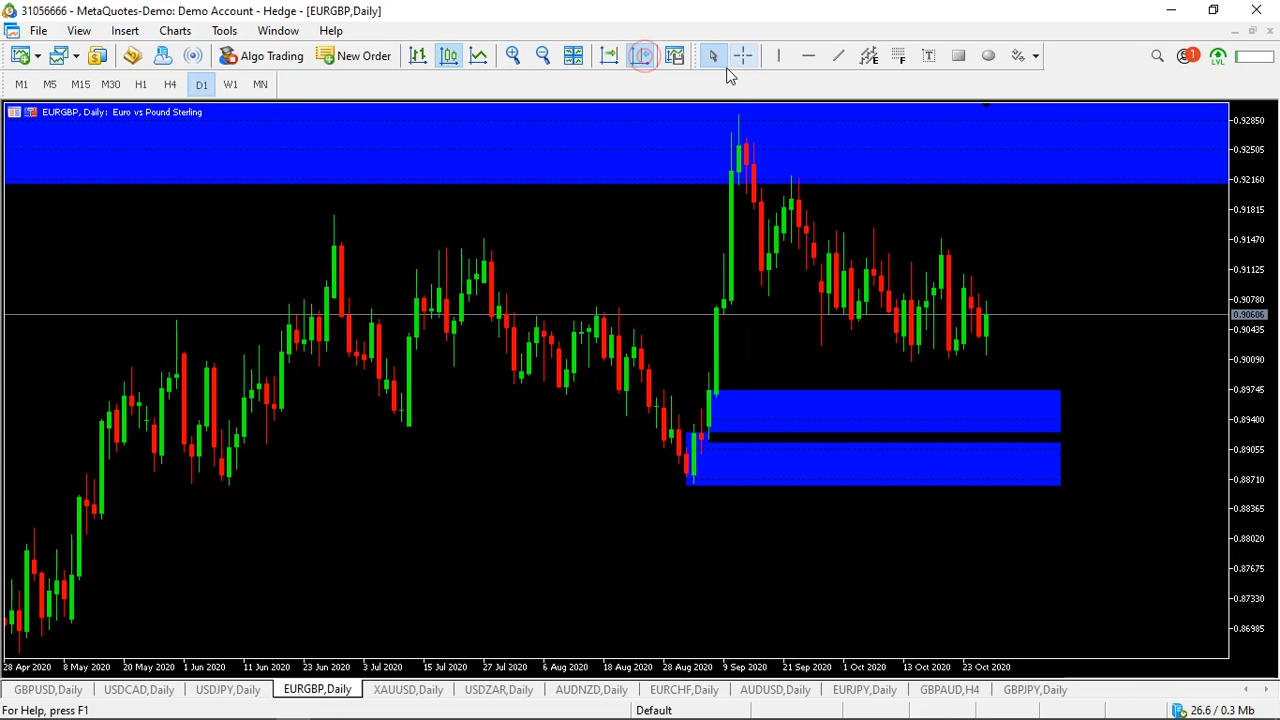 31056666 - MetaQuotes-Demo: Demo Account - Hedge - [EURGBP,Daily]
File View Insert Charts Tools Window Help
Algo Trading New Order E F T 1 LVL
M1 M5 M15 M30 H1 H4 D1 W1 MN
EURGBP, Daily: Euro vs Pound Sterling
0.92850
0.92505
0.92160
0.91815
0.91470
0.91125
0.90780
0.90606
0.90435
0.90090
0.89745
0.89400
0.89055
0.88710
0.88365
0.88020
0.87675
0.87330
0.86985
28 Apr 2020 8 May 2020 20 May 2020 1 Jun 2020 11 Jun 2020 23 Jun 2020 3 Jul 2020 15 Jul 2020 27 Jul 2020 6 Aug 2020 18 Aug 2020 28 Aug 2020 9 Sep 2020 21 Sep 2020 1 Oct 2020 13 Oct 2020 23 Oct 2020
GBPUSD,Daily USDCAD,Daily USDJPY,Daily EURGBP,Daily XAUUSD,Daily USDZAR,Daily AUDNZD,Daily EURCHF,Daily AUDUSD,Daily EURJPY,Daily GBPAUD,H4 GBPJPY,Daily
For Help, press F1 Default 26.6 / 0.3 Mb